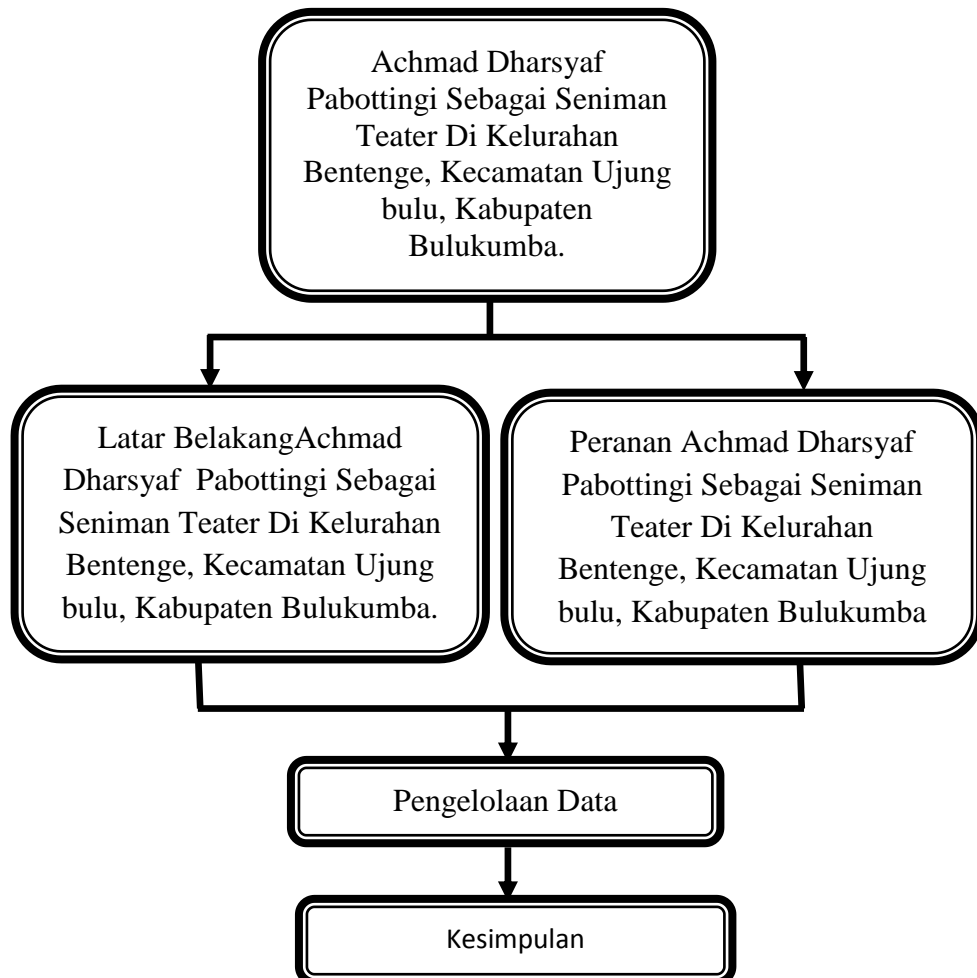 Achmad Dharsyaf
Pabottingi Sebagai Seniman
Teater Di Kelurahan
Bentenge, Kecamatan Ujung
bulu, Kabupaten
Bulukumba.
Latar BelakangAchmad
Dharsyaf  Pabottingi Sebagai
Seniman Teater Di Kelurahan
Bentenge, Kecamatan Ujung
bulu, Kabupaten Bulukumba.
Peranan Achmad Dharsyaf
Pabottingi Sebagai Seniman
Teater Di Kelurahan
Bentenge, Kecamatan Ujung
bulu, Kabupaten Bulukumba
Pengelolaan Data
Kesimpulan